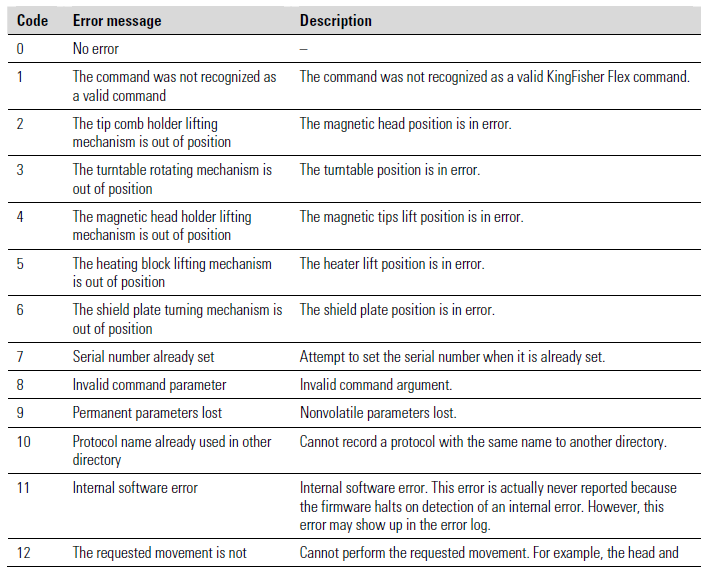 Code Error message Description
0 No error –
1 The command was not recognized as The command was not recognized as a valid KingFisher Flex command.
a valid command
2 The tip comb holder lifting The magnetic head position is in error.
mechanism is out of position
3 The turntable rotating mechanism is The turntable position is in error.
out of position
4 The magnetic head holder lifting The magnetic tips lift position is in error.
mechanism is out of position
5 The heating block lifting mechanism The heater lift position is in error.
is out of position
6 The shield plate turning mechanism is The shield plate position is in error.
out of position
7 Serial number already set Attempt to set the serial number when it is already set.
8 Invalid command parameter Invalid command argument.
9 Permanent parameters lost Nonvolatile parameters lost.
10 Protocol name already used in other Cannot record a protocol with the same name to another directory.
directory
11 Internal software error Internal software error. This error is actually never reported because
the firmware halts on detection of an internal error. However, this
error may show up in the error log.
12 The requested movement is not Cannot perform the requested movement. For example, the head and